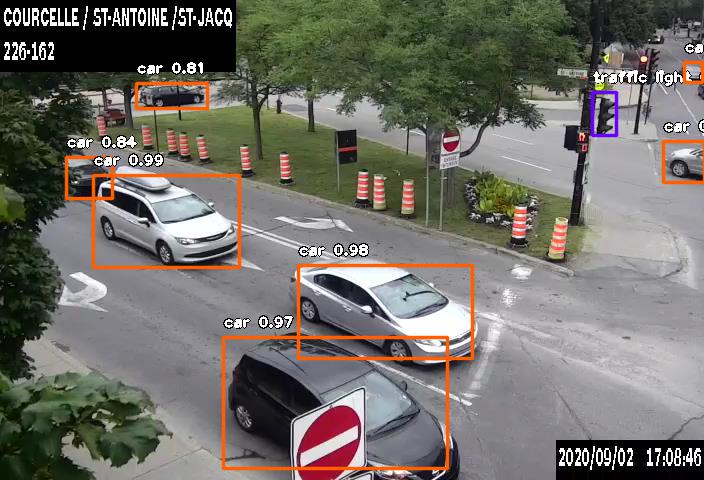 COURCELLE / ST-ANTOINE /ST-JACQ
226-162
car 0.81
traffic light
car 0.84
car 0.99
car 0.98
car 0.97
2020/09/02 17:08:46